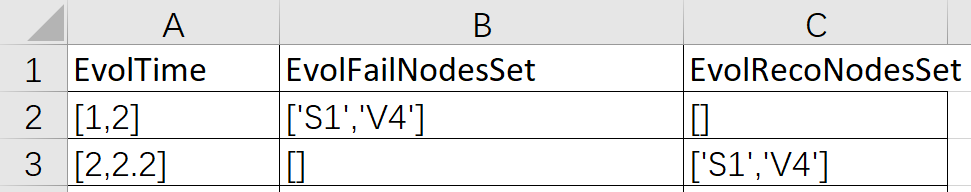 A B C
1 EvolTime EvolFailNodesSet EvolRecoNodesSet
2 [1,2] ['S1','V4'] []
3 [2,2.2] [] ['S1','V4']